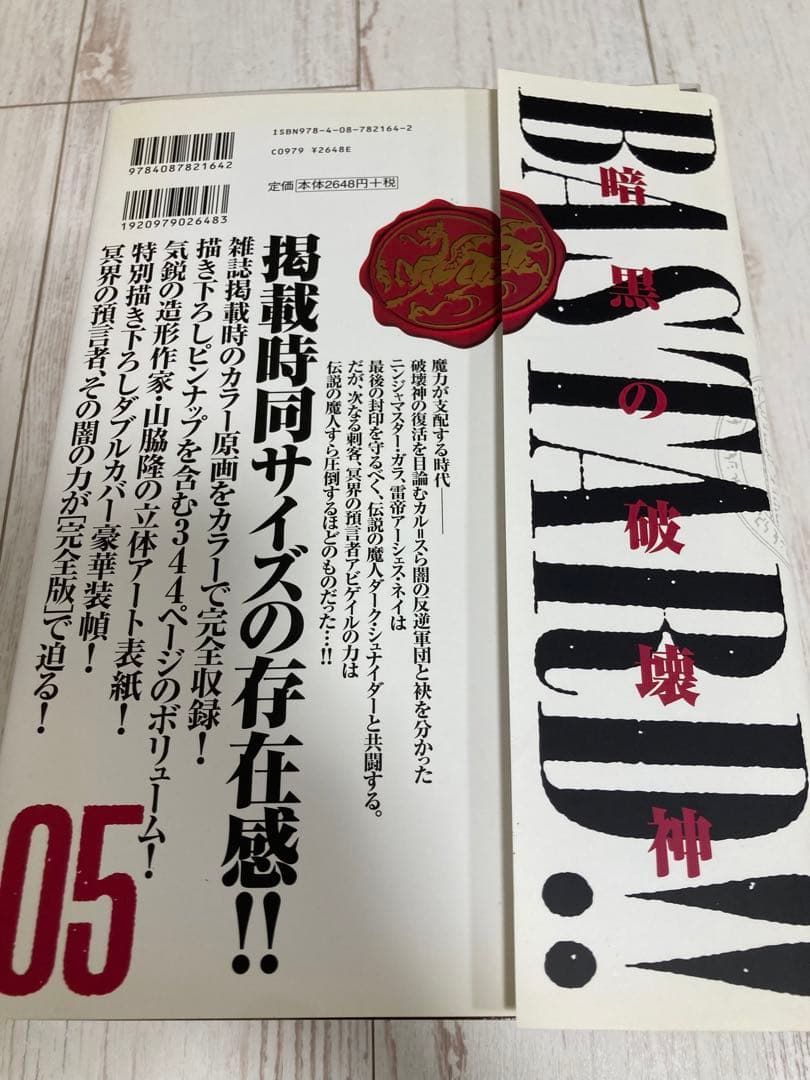 9784087821642
1920979026483
ISBN978-4-08-782164-2
C0979 ¥2648E
定価 本体2648円+税
魔力が支配する時代――
破壊神の復活を目論むカル=スら闇の反逆軍団と袂を分かった
ニンジャマスター・ガラ、雷帝アーシェス・ネイは
最後の封印を守るべく、伝説の魔人ダーク・シュナイダーと共闘する。
だが、次なる刺客、冥界の預言者アビゲイルの力は
伝説の魔人すら圧倒するほどのものだった…!!
掲載時同サイズの存在感!!
雑誌掲載時のカラー原画をカラーで完全収録!
描き下ろしピンナップを含む344ページのボリューム!
気鋭の造形作家・山脇隆の立体アート表紙!
特別描き下ろしダブルカバー豪華装幀!
冥界の預言者、その闇の力が[完全版]で迫る!
05
BASTARD!!
暗黒の破壊神